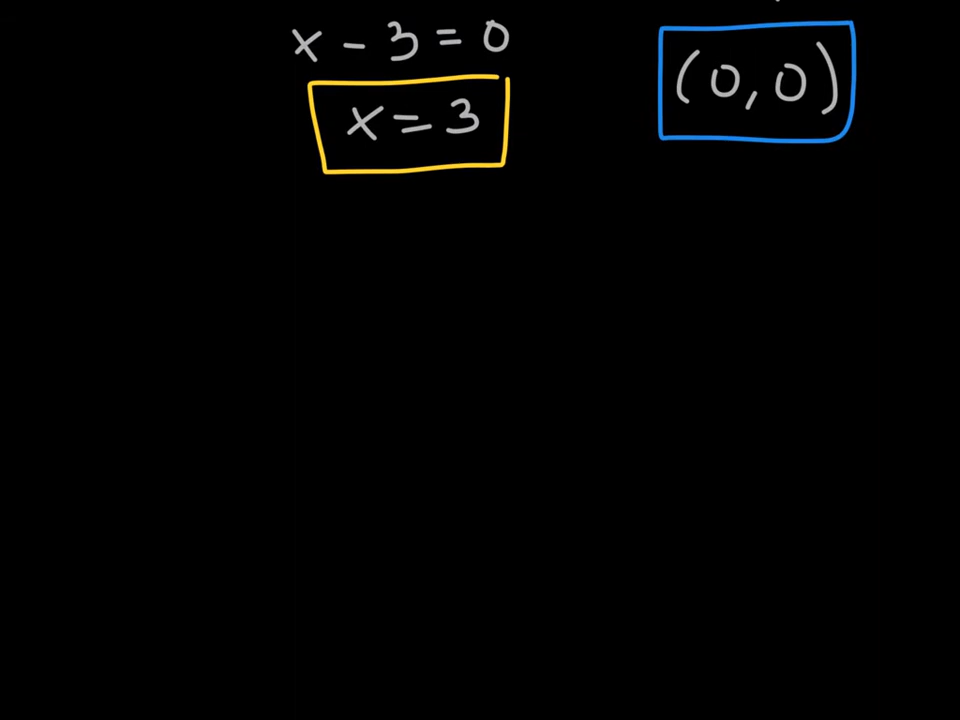 x - 3 = 0
x = 3
(0,0)